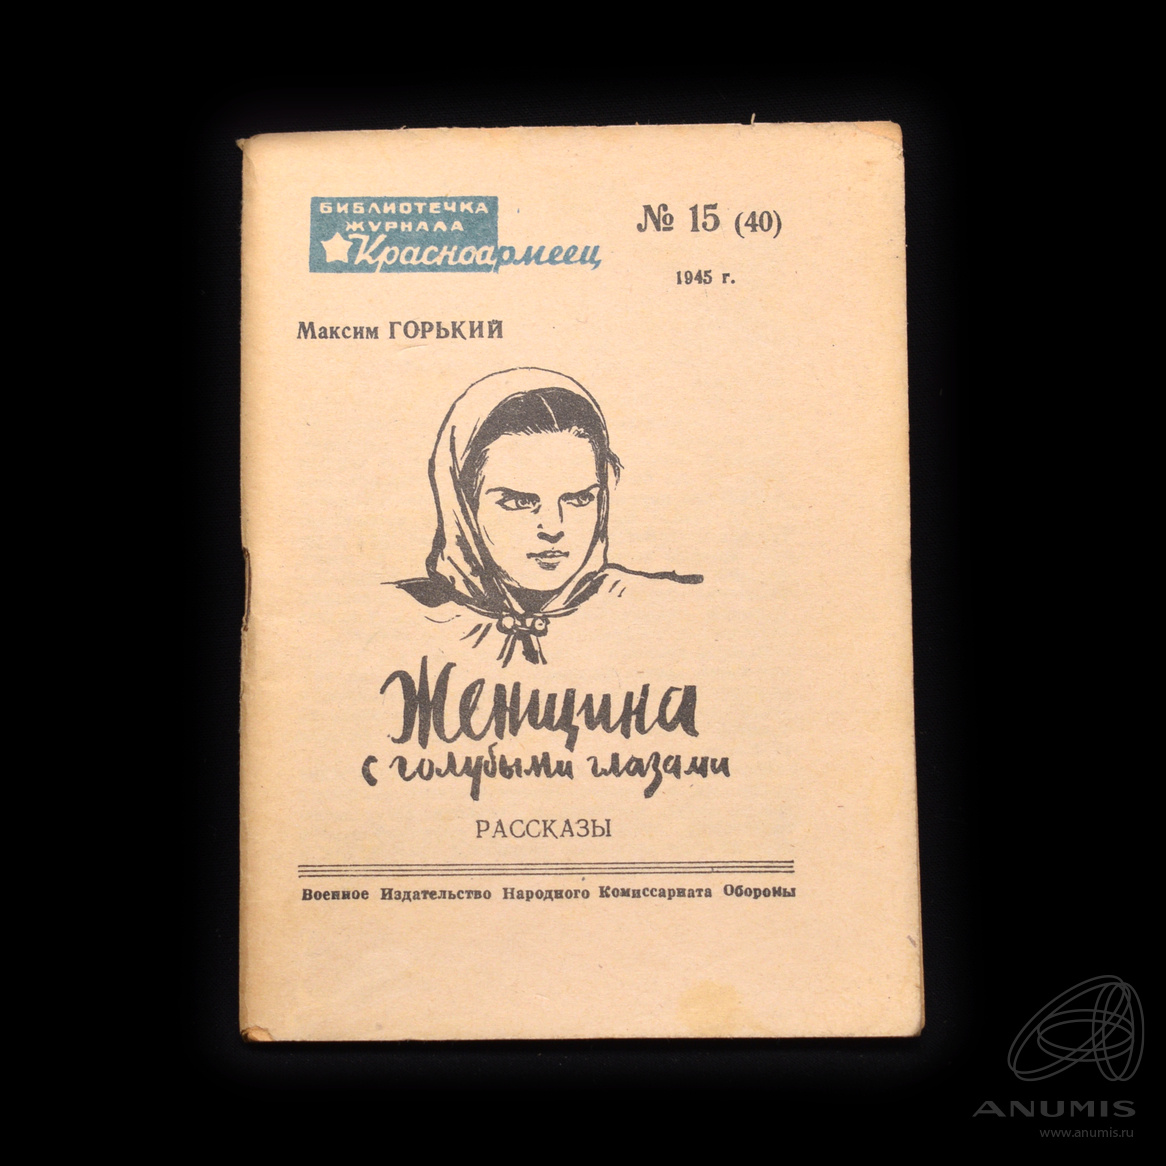 БИБЛИОТЕЧКА
ЖУРНАЛА
Красноармеец
№ 15 (40)
1945 г.
Максим ГОРЬКИЙ
Женщина
с голубыми глазами
РАССКАЗЫ
Военное Издательство Народного Комиссариата Обороны
ANUMIS
www.anumis.ru